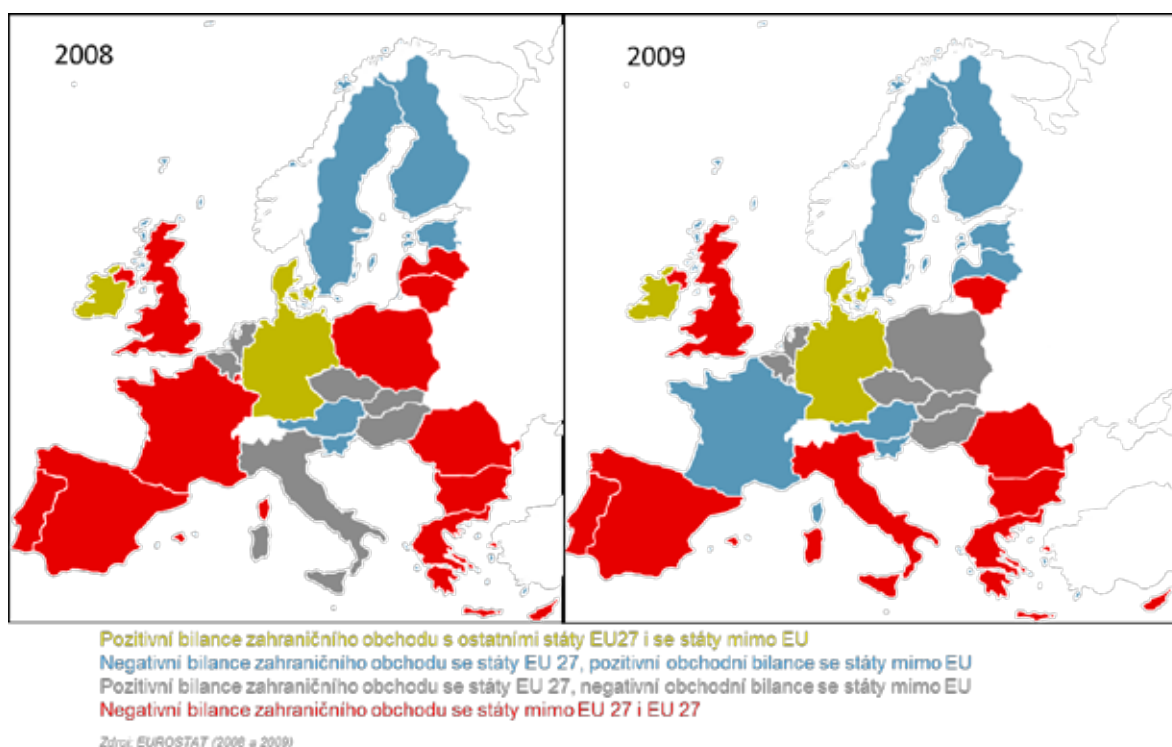 2008
2009
Pozitivní bilance zahraničního obchodu s ostatními státy EU27 i se státy mimo EU
Negativní bilance zahraničního obchodu se státy EU 27, pozitivní obchodní bilance se státy mimo EU
Pozitivní bilance zahraničního obchodu se státy EU 27, negativní obchodní bilance se státy mimo EU
Negativní bilance zahraničního obchodu se státy mimo EU 27 i EU 27
Zdroj: EUROSTAT (2008 a 2009)